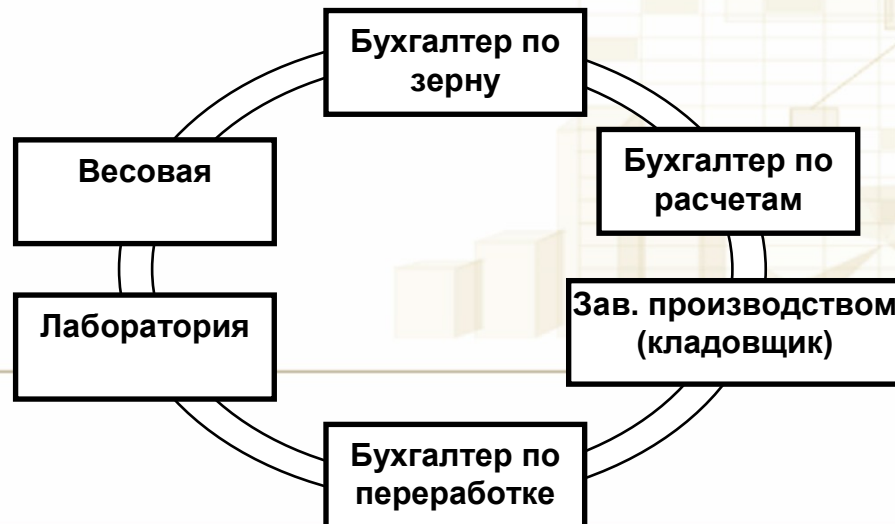 Бухгалтер по
зерну
Весовая
Бухгалтер по
расчетам
Лаборатория
Зав. производством
(кладовщик)
Бухгалтер по
переработке